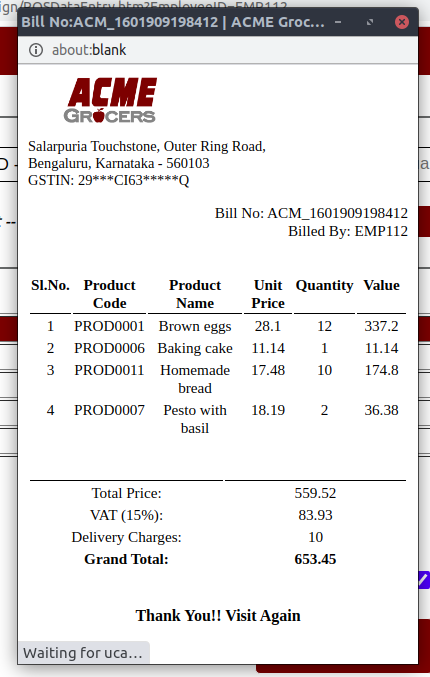 ign/POSDataEntry.htm?EmployeeID=EMP112
Bill No:ACM_1601909198412 | ACME Groc...
about:blank
ACME
GROCERS
Salarpuria Touchstone, Outer Ring Road,
Bengaluru, Karnataka - 560103
GSTIN: 29***CI63*****Q
Bill No: ACM_1601909198412
Billed By: EMP112
Sl.No. Product Code Product Name Unit Price Quantity Value
1 PROD0001 Brown eggs 28.1 12 337.2
2 PROD0006 Baking cake 11.14 1 11.14
3 PROD0011 Homemade bread 17.48 10 174.8
4 PROD0007 Pesto with basil 18.19 2 36.38
Total Price: 559.52
VAT (15%): 83.93
Delivery Charges: 10
Grand Total: 653.45
Thank You!! Visit Again
Waiting for uca...